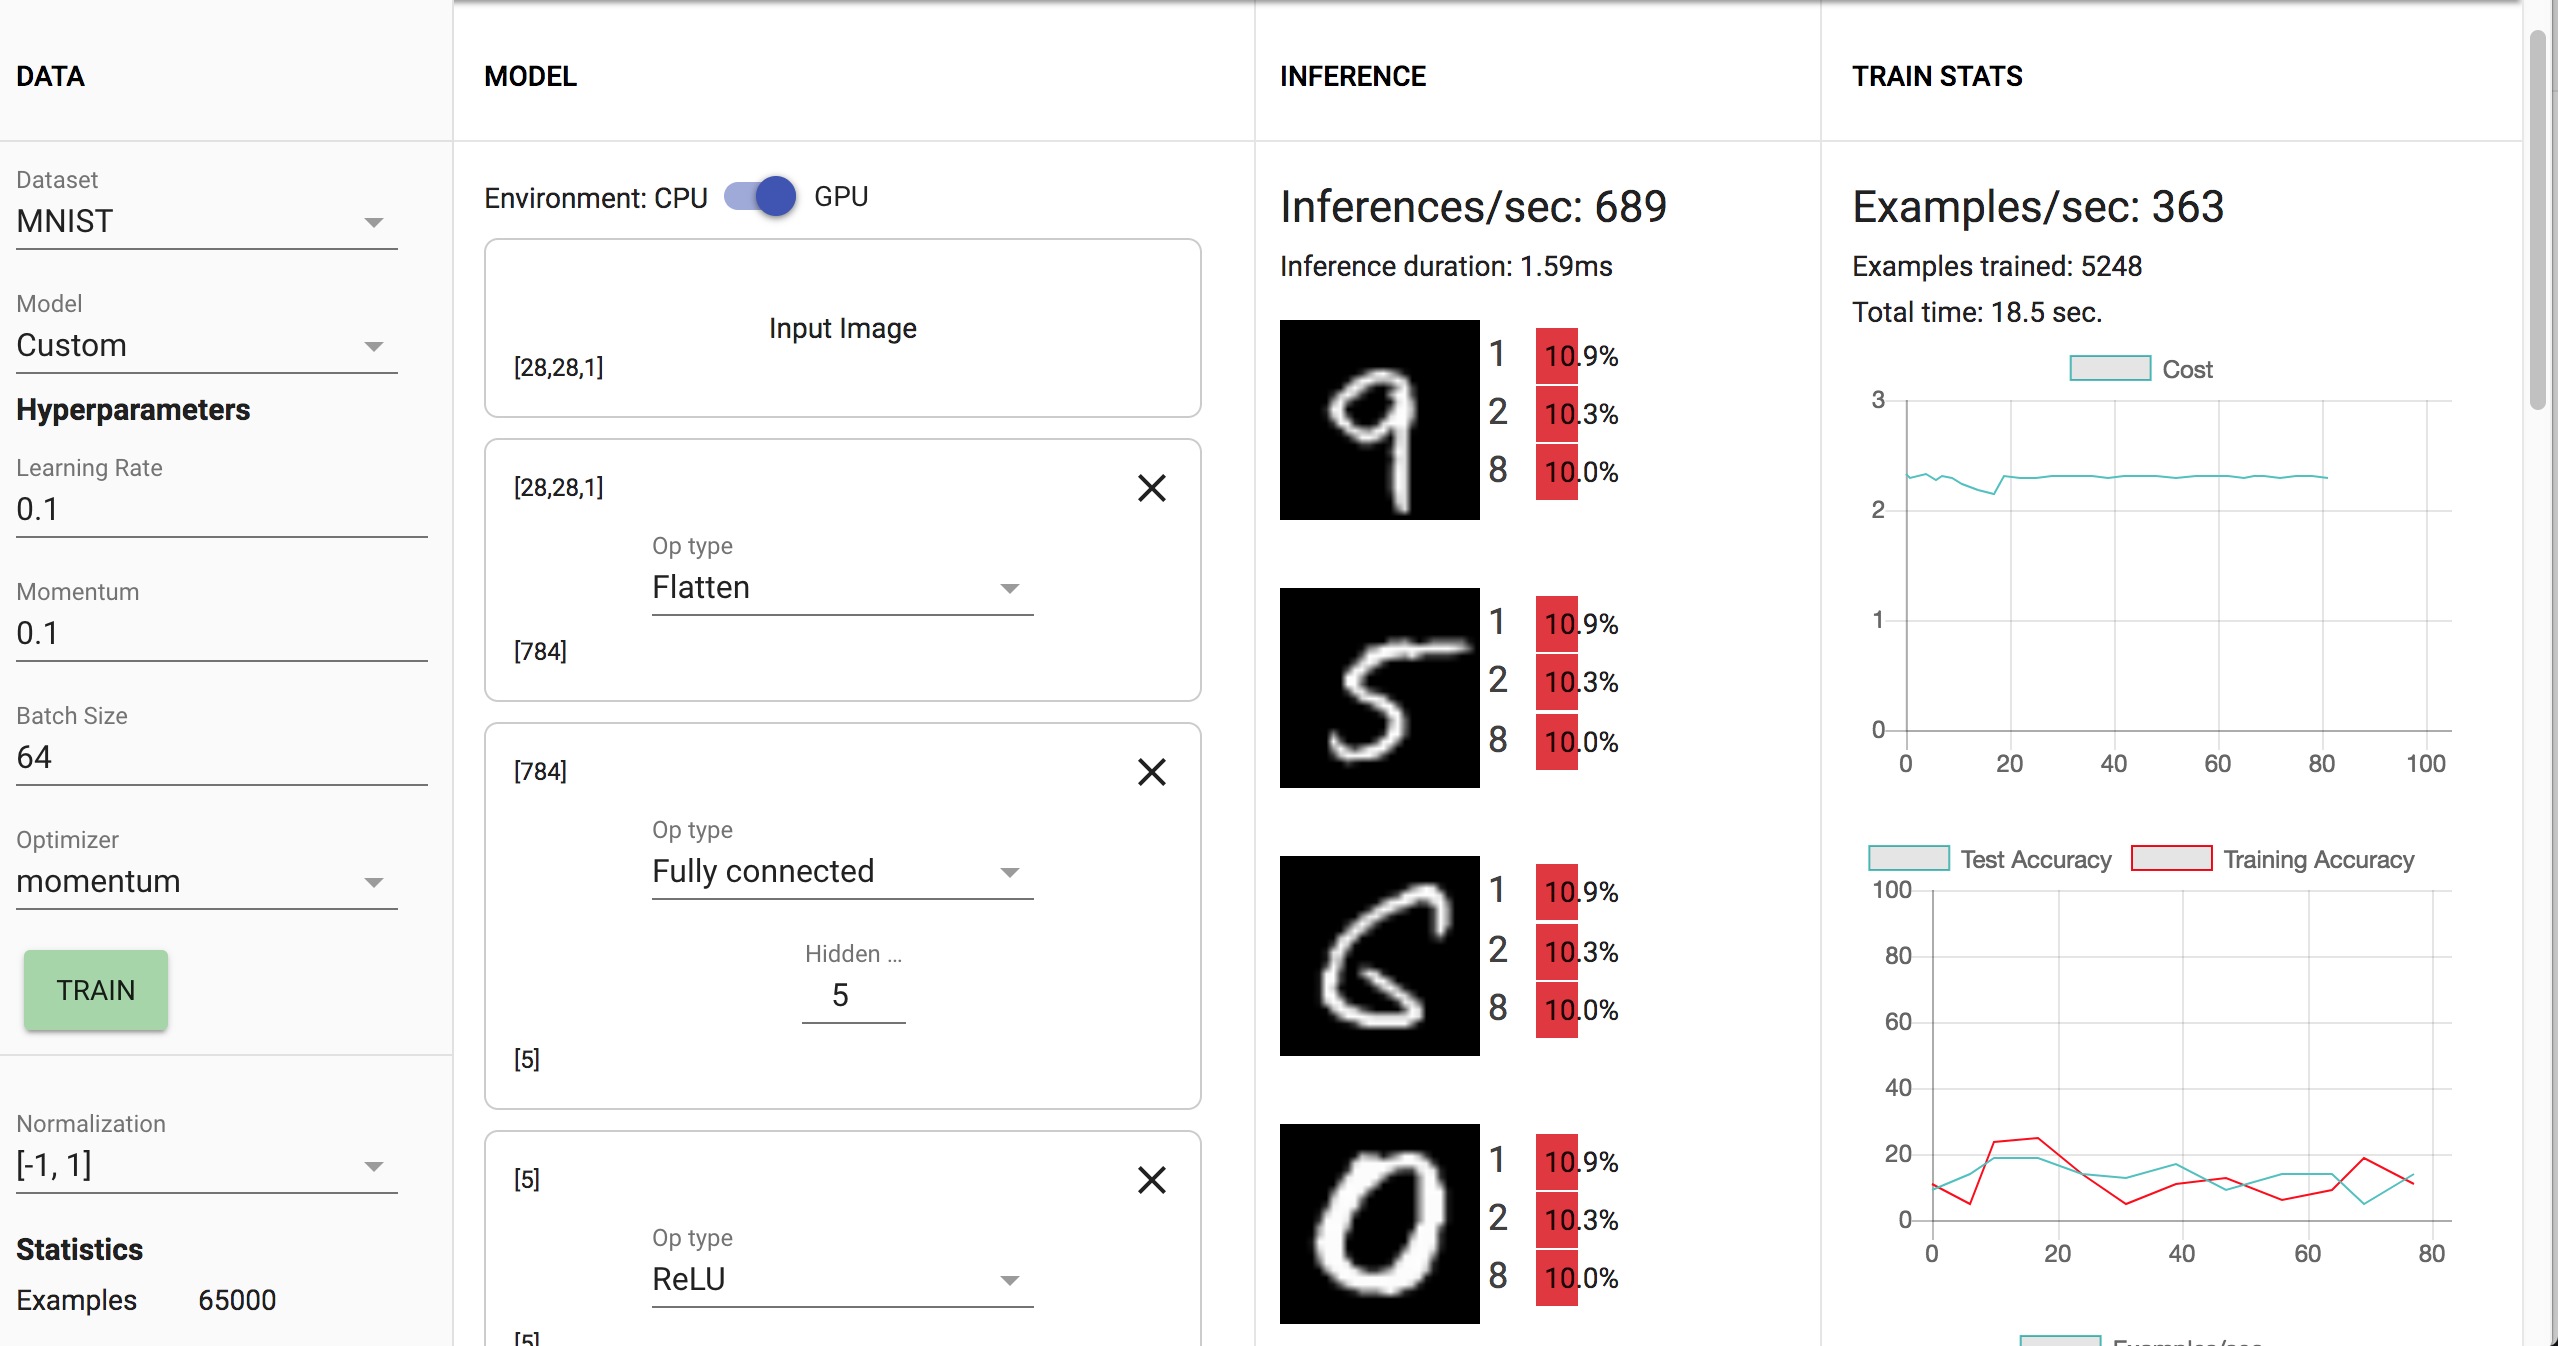 DATA
Dataset
MNIST
Model
Custom
Hyperparameters
Learning Rate
0.1
Momentum
0.1
Batch Size
64
Optimizer
momentum
TRAIN
Normalization
[-1, 1]
Statistics
Examples 65000
MODEL
Environment: CPU GPU
Input Image
[28,28,1]
[28,28,1]
Op type
Flatten
[784]
[784]
Op type
Fully connected
Hidden ...
5
[5]
[5]
Op type
ReLU
[5]
INFERENCE
Inferences/sec: 689
Inference duration: 1.59ms
9
1 10.9%
2 10.3%
8 10.0%
5
1 10.9%
2 10.3%
8 10.0%
6
1 10.9%
2 10.3%
8 10.0%
0
1 10.9%
2 10.3%
8 10.0%
TRAIN STATS
Examples/sec: 363
Examples trained: 5248
Total time: 18.5 sec.
Cost
3
2
1
0
0 20 40 60 80 100
Test Accuracy Training Accuracy
100
80
60
40
20
0
0 20 40 60 80
Examples/sec